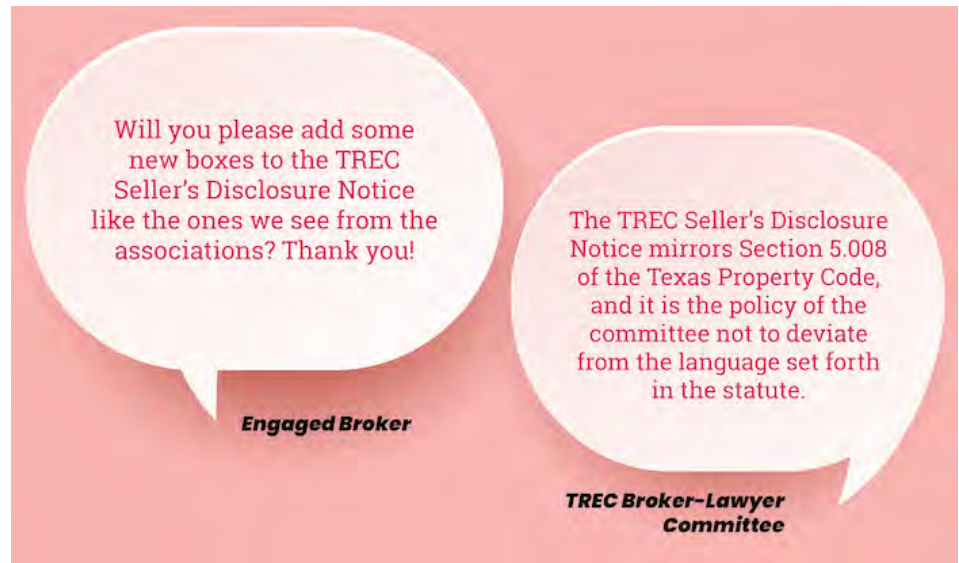 Will you please add some
new boxes to the TREC
Seller’s Disclosure Notice
like the ones we see from the
associations? Thank you!
Engaged Broker
The TREC Seller’s Disclosure
Notice mirrors Section 5.008
of the Texas Property Code,
and it is the policy of the
committee not to deviate
from the language set forth
in the statute.
TREC Broker-Lawyer
Committee